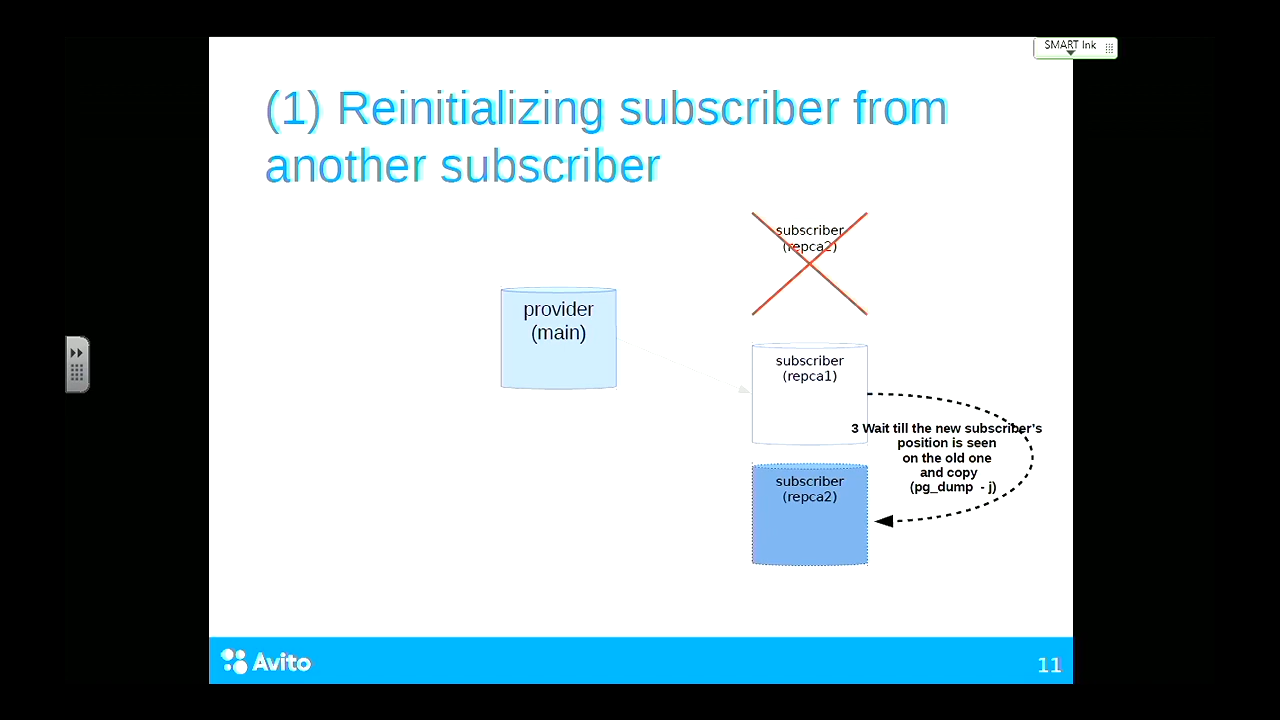 SMART Ink
(1) Reinitializing subscriber from
another subscriber
subscriber
(repca2)
provider
(main)
subscriber
(repca1)
3 Wait till the new subscriber's
position is seen
on the old one
and copy
(pg_dump - j)
subscriber
(repca2)
Avito
11